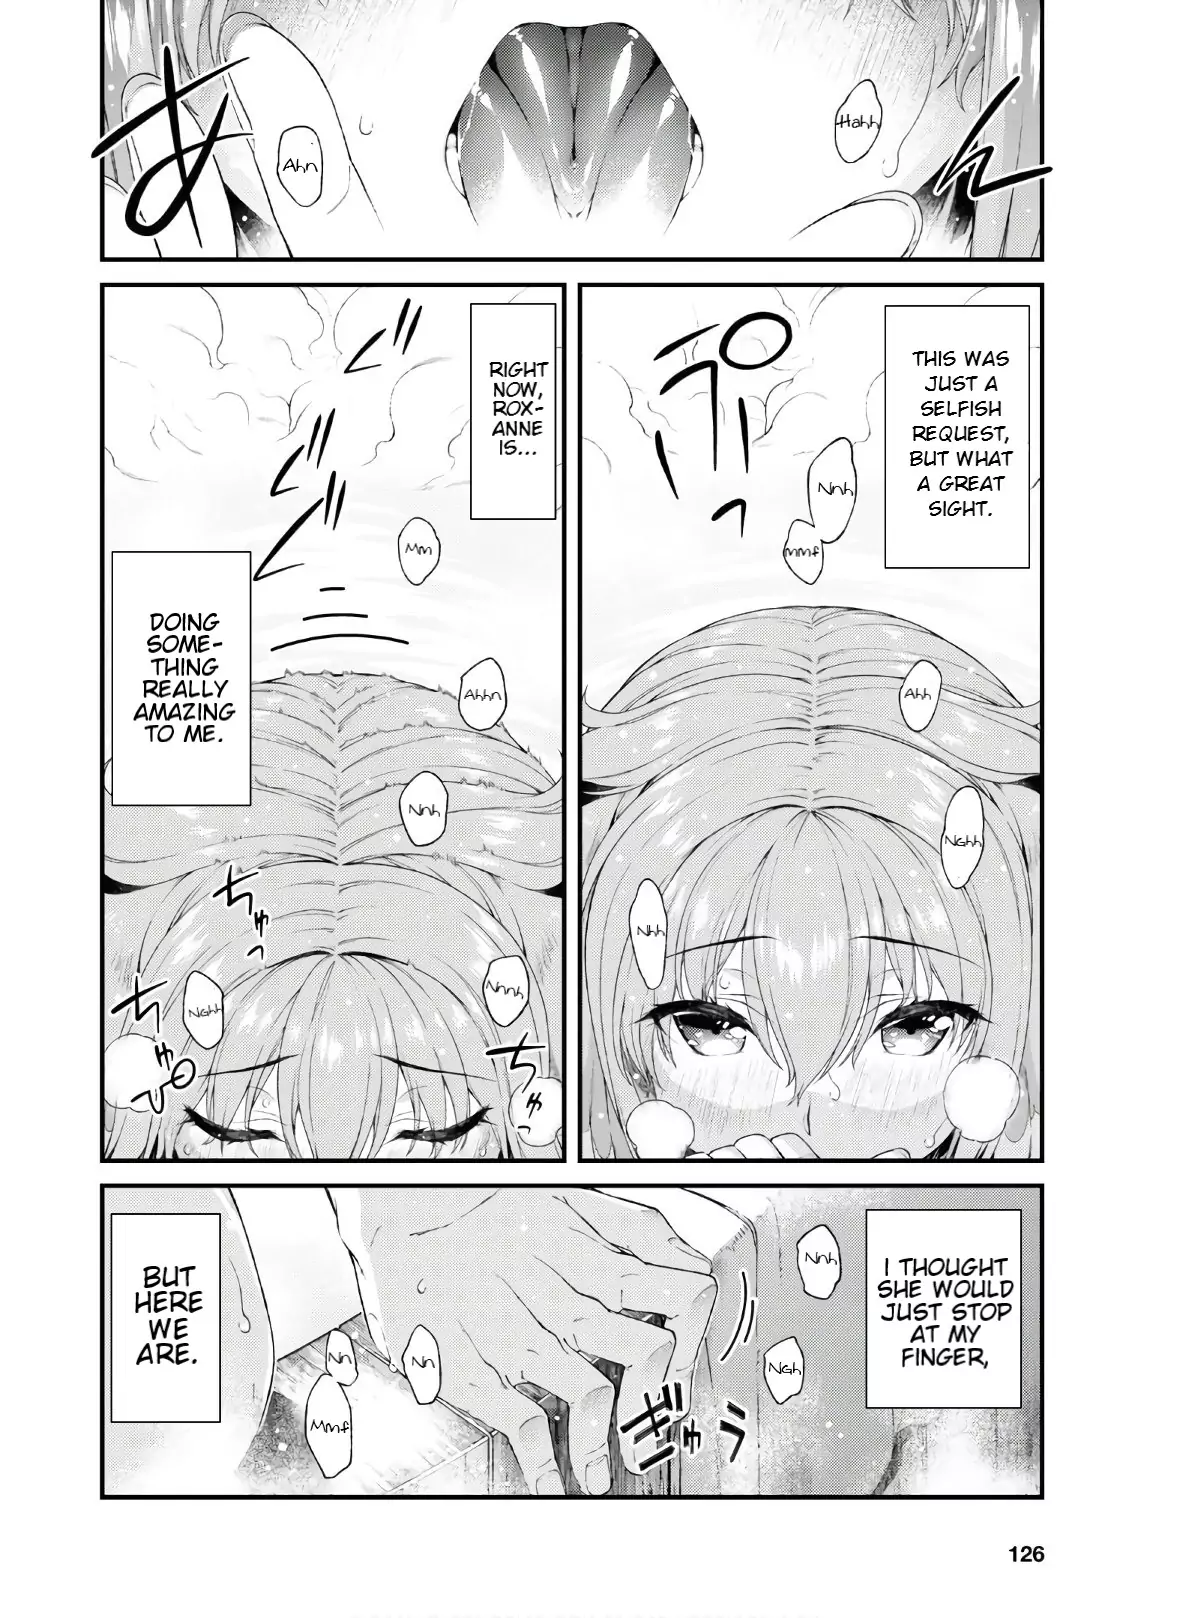 あ
Ahn
Hahh
ん
THIS WAS
JUST A
SELFISH
REQUEST,
BUT WHAT
A GREAT
SIGHT.
Nnh
mmf
Ahh
Nghh
Nhh
RIGHT
NOW,
ROX-
ANNE
IS...
Mm
DOING
SOME-
THING
REALLY
AMAZING
TO ME.
Ahhn
Nnh
ちゅっ
Nghh
Nnnh
ちゅ
ちゅ
I THOUGHT
SHE WOULD
JUST STOP
AT MY
FINGER,
Nnh
Ngh
ぎゅう
BUT
HERE
WE
ARE.
Nn
Nn
Mmf
126